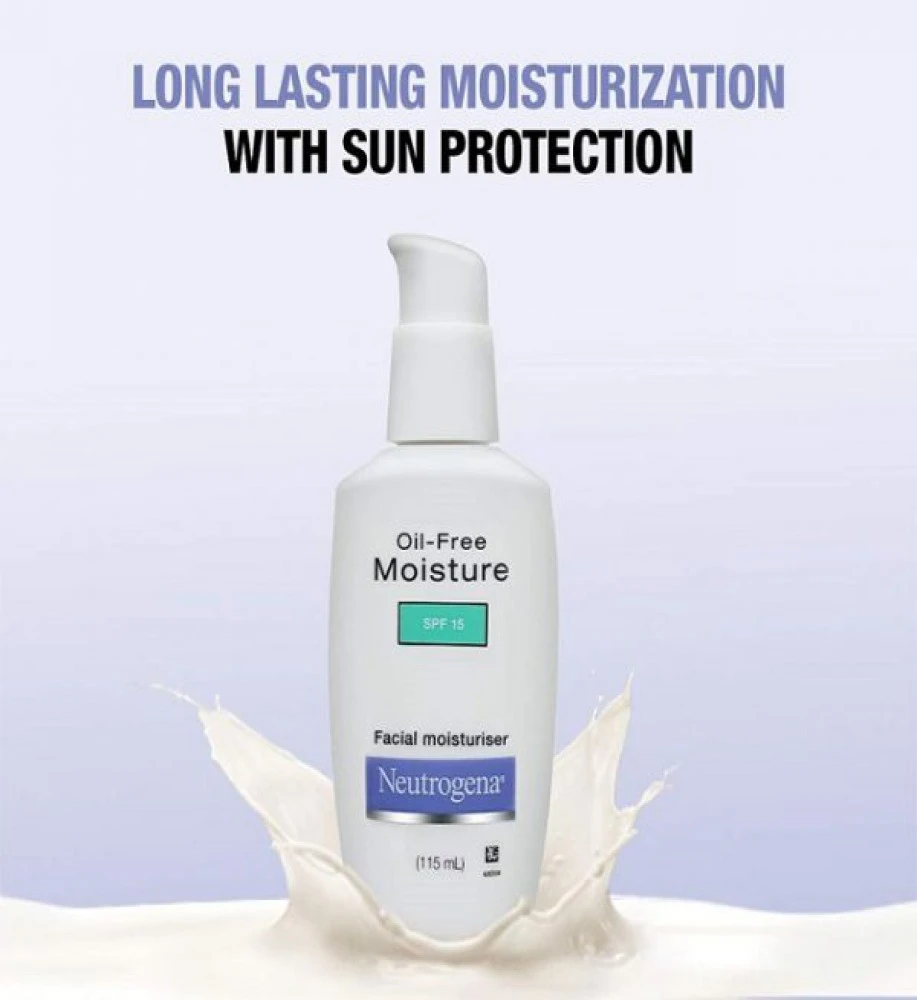 LONG LASTING MOISTURIZATION
WITH SUN PROTECTION
Oil-Free
Moisture
SPF 15
Facial moisturiser
Neutrogena®
(115 mL)